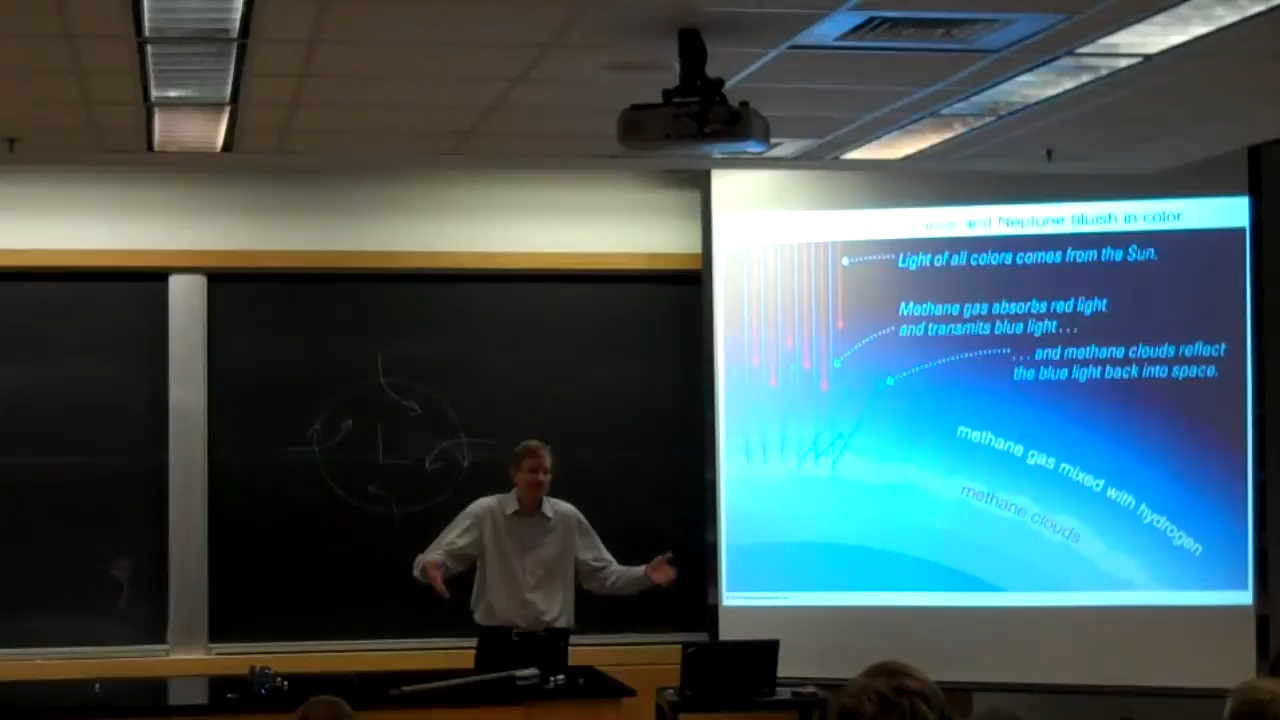 and Neptune bluish in color
Light of all colors comes from the Sun.
Methane gas absorbs red light
and transmits blue light...
... and methane clouds reflect
the blue light back into space.
methane gas mixed with hydrogen
methane clouds
L